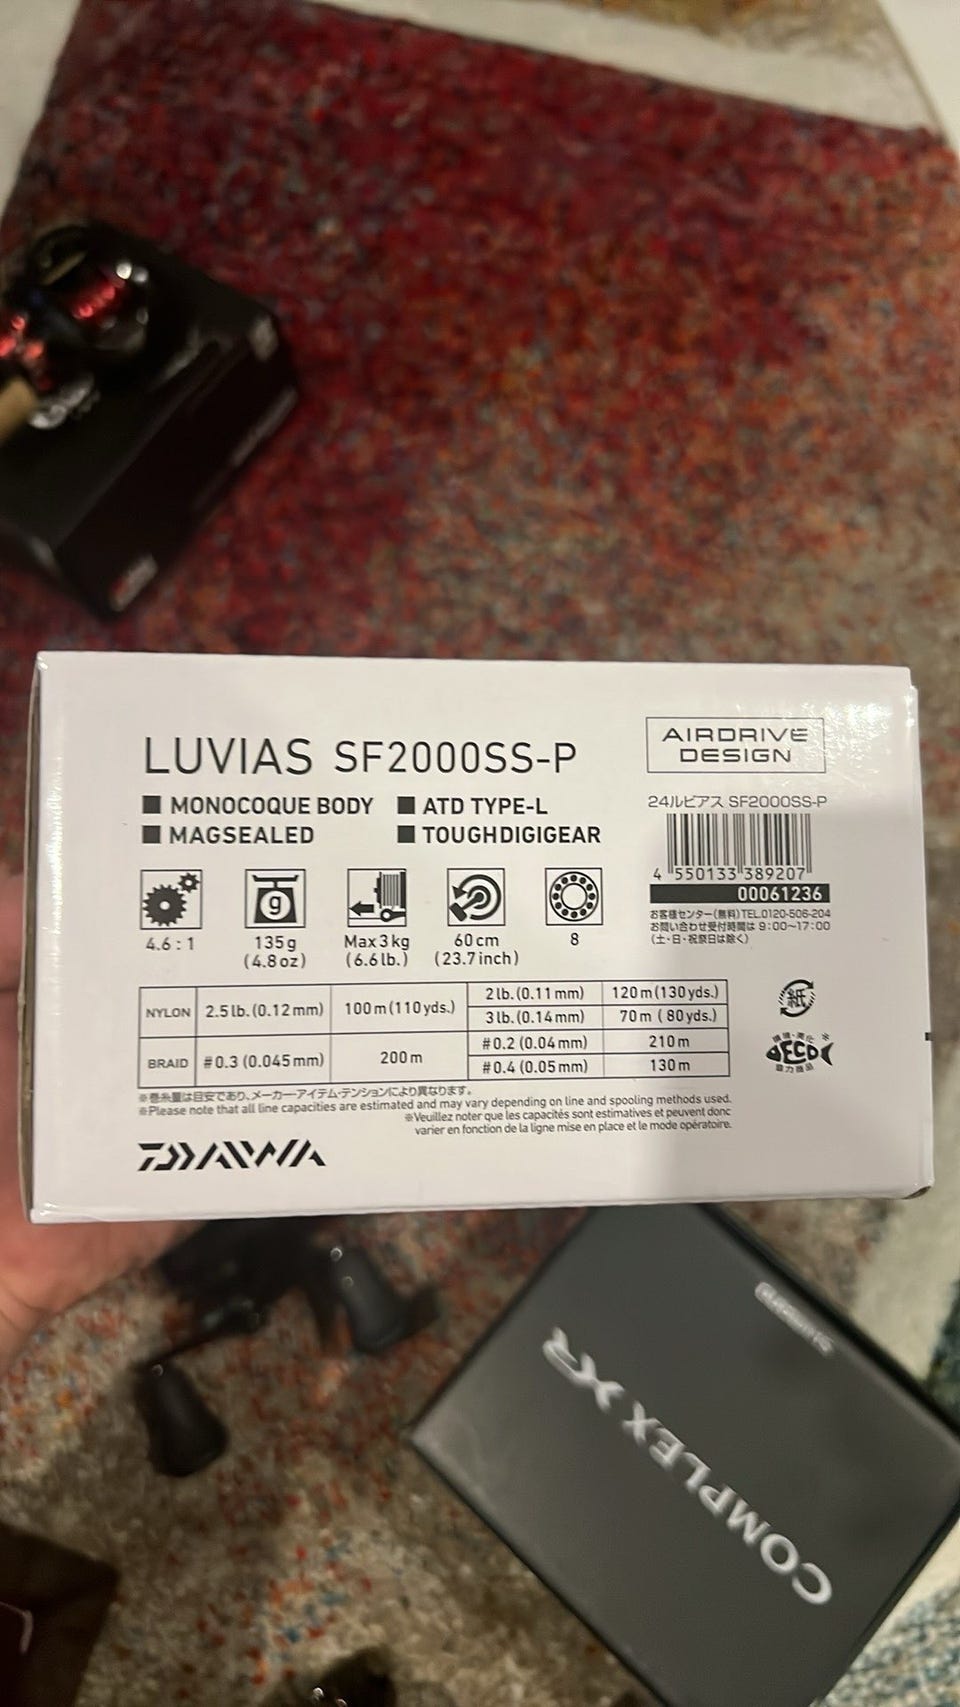 LUVIAS SF2000SS-P
■ MONOCOQUE BODY ■ ATD TYPE-L
■ MAGSEALED ■ TOUGHDIGIGEAR
AIRDRIVE
DESIGN
24ルビアス SF2000SS-P
4 550133 389207
00061236
お客様センター(無料)TEL.0120-506-204
お問い合わせ受付時間は 9:00〜17:00
(土・日・祝祭日は除く)
g
4.6 : 1
135g
(4.8oz)
Max3kg
(6.6lb.)
60cm
(23.7inch)
8
NYLON 2.5lb.(0.12mm) 100m(110yds.) 2lb.(0.11mm) 120m(130yds.)
3lb.(0.14mm) 70m ( 80yds.)
BRAID #0.3 (0.045mm) 200m #0.2 (0.04mm) 210m
#0.4 (0.05mm) 130m
紙
ECO
※巻糸量は目安であり、メーカー・アイテム・テンションにより異なります。
※Please note that all line capacities are estimated and may vary depending on line and spooling methods used.
※Veuillez noter que les capacités sont estimatives et peuvent donc
varier en fonction de la ligne mise en place et le mode opératoire.
DAIWA
COMPLEX XR